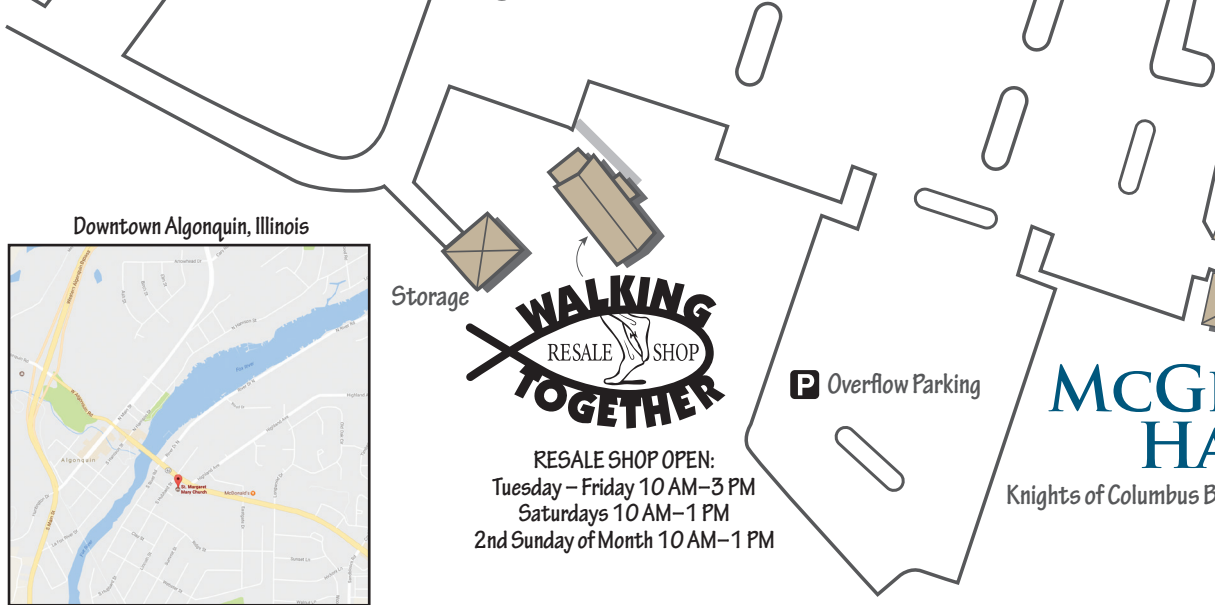 Downtown Algonquin, Illinois
Storage
WALKING
RESALE SHOP
TOGETHER
P Overflow Parking
RESALE SHOP OPEN:
Tuesday – Friday 10 AM–3 PM
Saturdays 10 AM–1 PM
2nd Sunday of Month 10 AM–1 PM
McG
HA
Knights of Columbus B
Algonquin
St. Margaret
Mary Church
McDonald's
Fox River